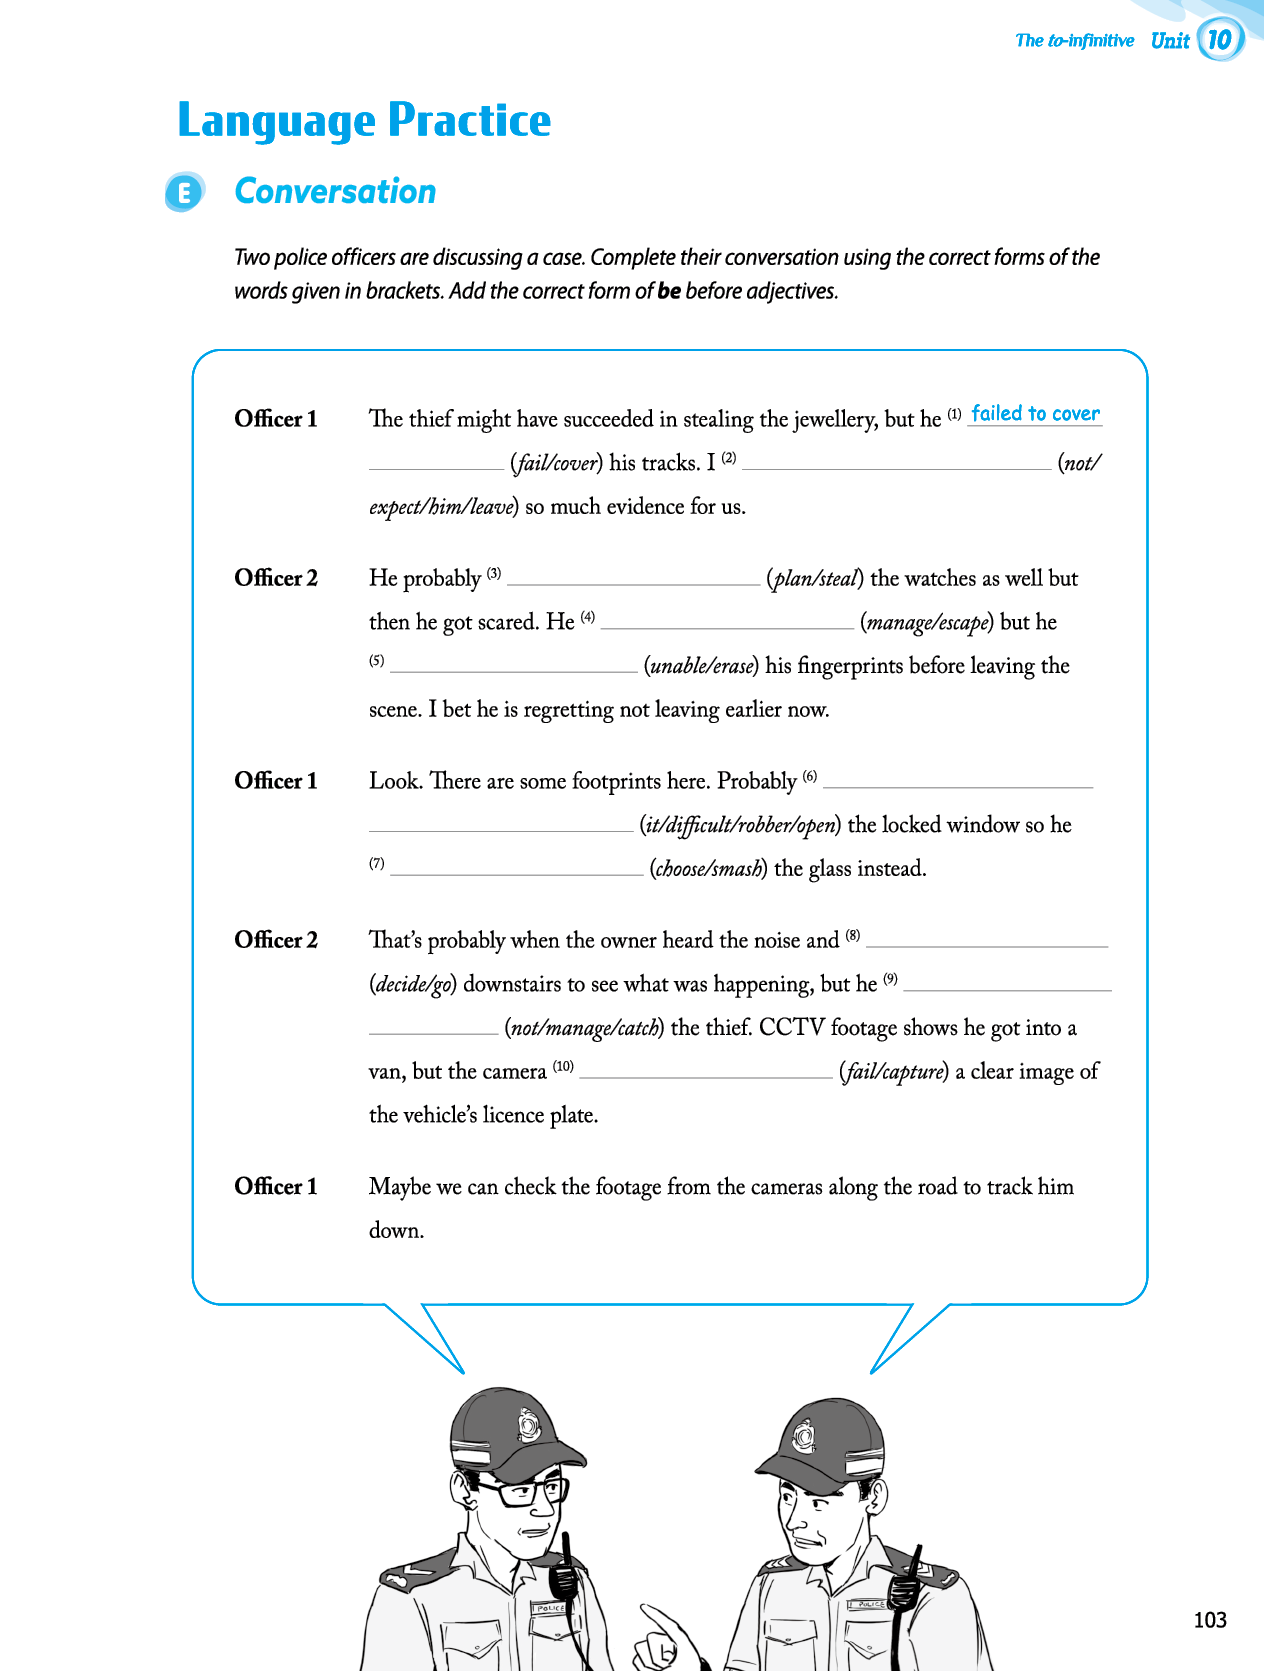 The to-infinitive Unit 10
Language Practice
E Conversation
Two police officers are discussing a case. Complete their conversation using the correct forms of the
words given in brackets. Add the correct form of be before adjectives.
Officer 1 The thief might have succeeded in stealing the jewellery, but he (1) failed to cover
(fail/cover) his tracks. I (2) (not/
expect/him/leave) so much evidence for us.
Officer 2 He probably (3) (plan/steal) the watches as well but
then he got scared. He (4) (manage/escape) but he
(5) (unable/erase) his fingerprints before leaving the
scene. I bet he is regretting not leaving earlier now.
Officer 1 Look. There are some footprints here. Probably (6)
(it/difficult/robber/open) the locked window so he
(7) (choose/smash) the glass instead.
Officer 2 That's probably when the owner heard the noise and (8)
(decide/go) downstairs to see what was happening, but he (9)
(not/manage/catch) the thief. CCTV footage shows he got into a
van, but the camera (10) (fail/capture) a clear image of
the vehicle's licence plate.
Officer 1 Maybe we can check the footage from the cameras along the road to track him
down.
POLICE
POLICE
103